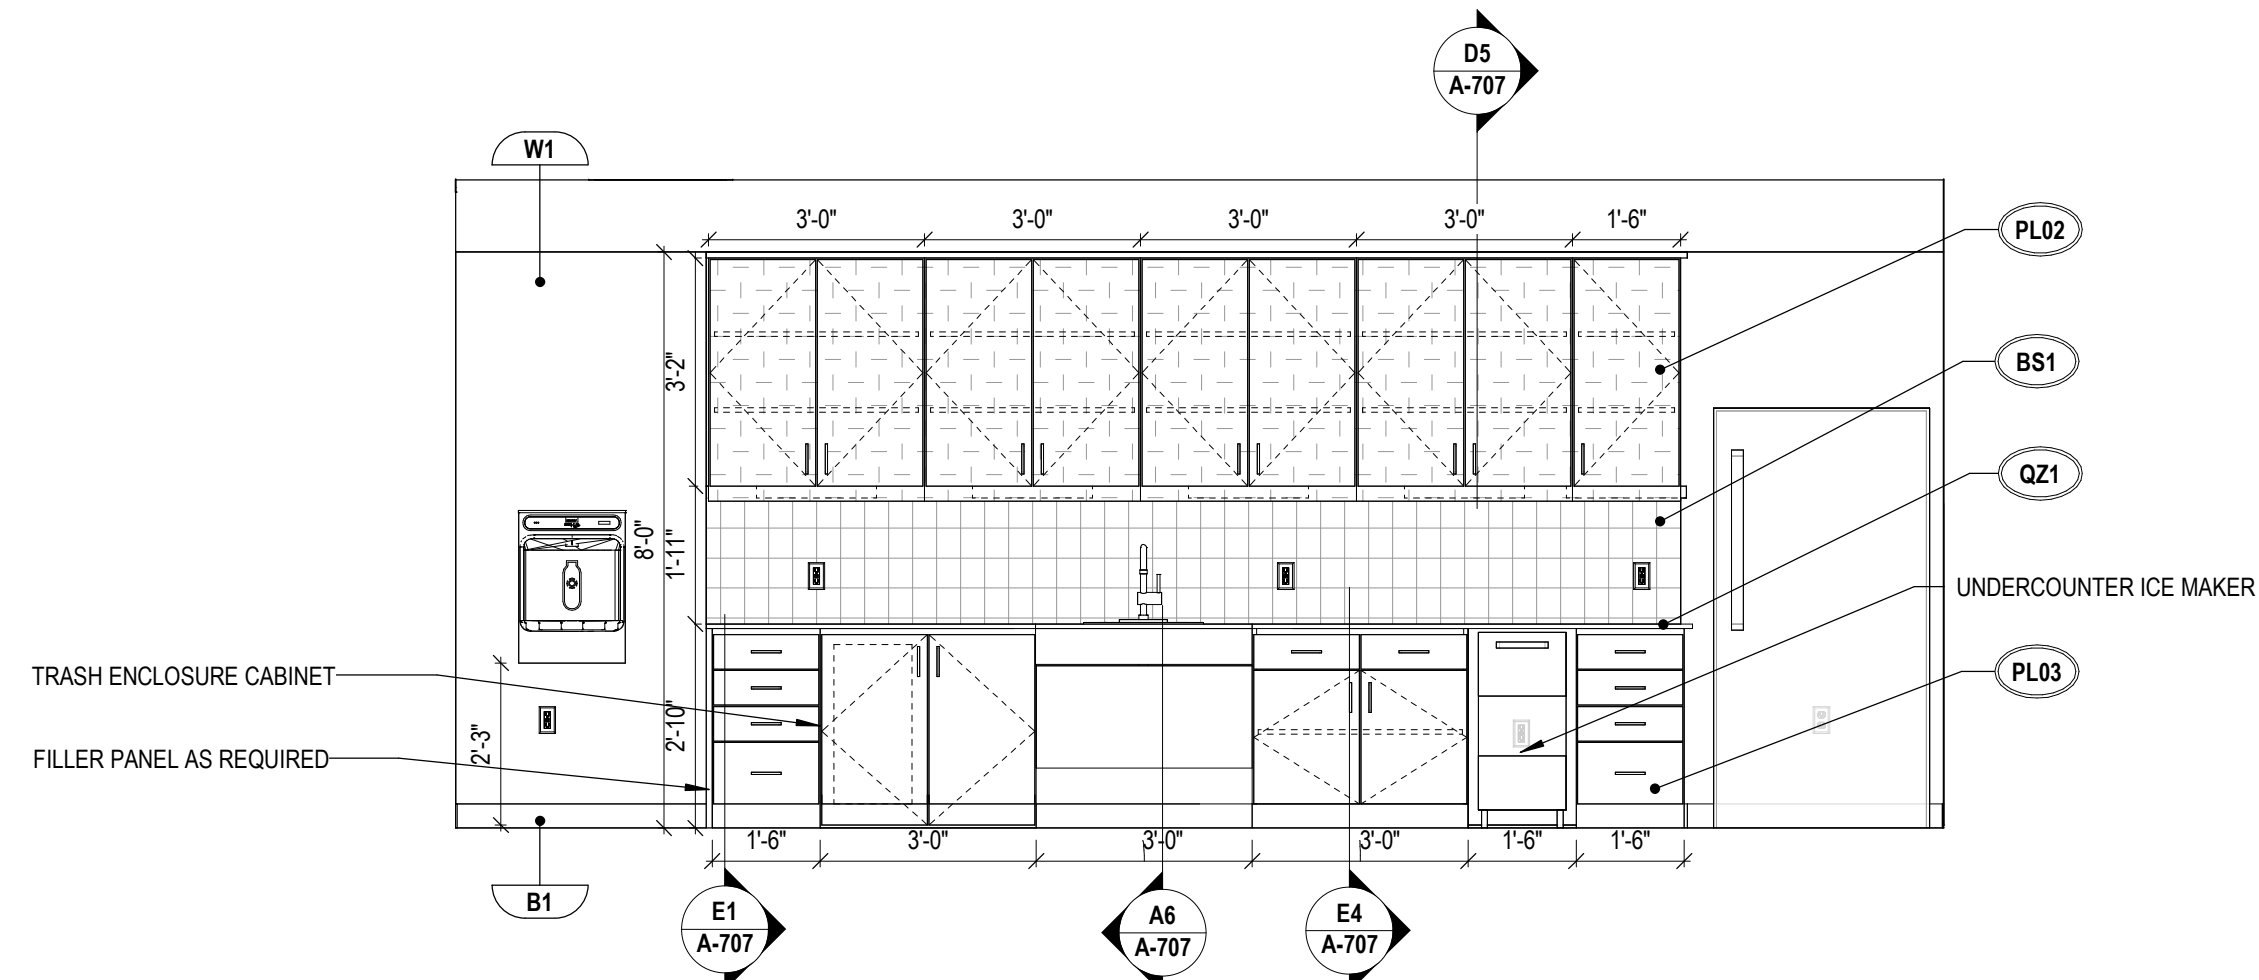 D5
A-707
W1
3'-0"
3'-0"
3'-0"
3'-0"
1'-6"
PL02
3'-2"
BS1
QZ1
8'-0"
1'-11"
UNDERCOUNTER ICE MAKER
TRASH ENCLOSURE CABINET
PL03
2'-10"
2'-3"
FILLER PANEL AS REQUIRED
1'-6"
3'-0"
3'-0"
3'-0"
1'-6"
1'-6"
B1
E1
A-707
A6
A-707
E4
A-707